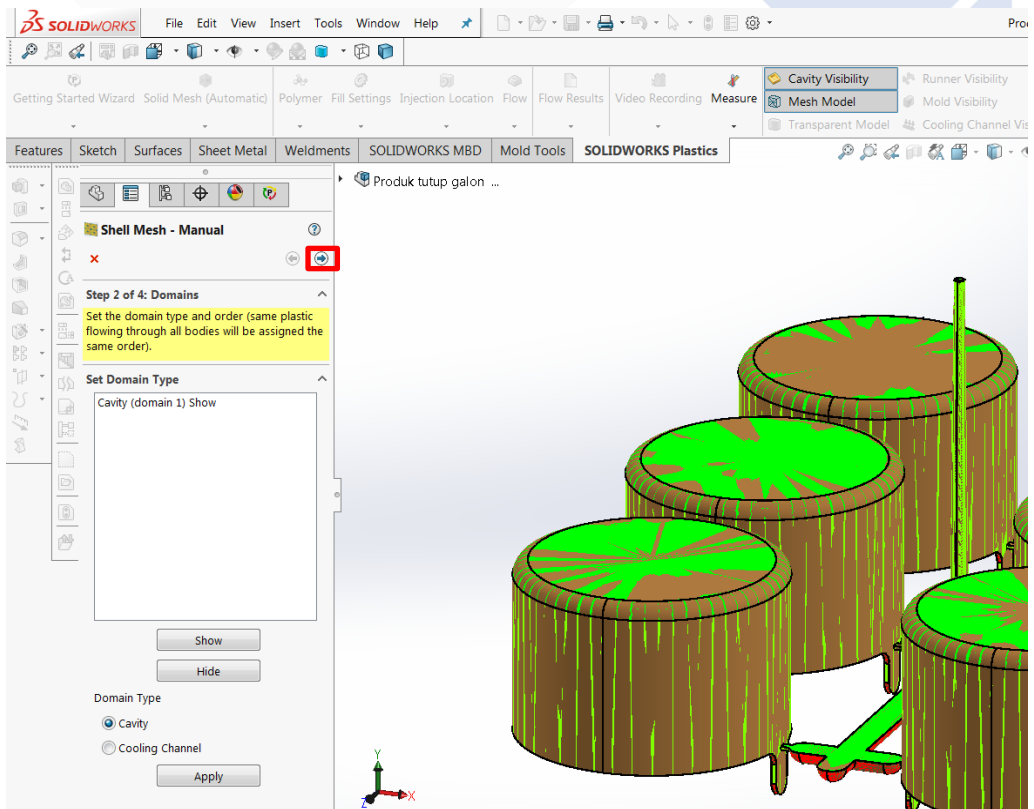 SOLIDWORKS File Edit View Insert Tools Window Help
Getting Started Wizard Solid Mesh (Automatic) Polymer Fill Settings Injection Location Flow Flow Results Video Recording Measure
Cavity Visibility Runner Visibility
Mesh Model Mold Visibility
Transparent Model Cooling Channel Vis
Features Sketch Surfaces Sheet Metal Weldments SOLIDWORKS MBD Mold Tools SOLIDWORKS Plastics
Produk tutup galon ...
Shell Mesh - Manual
Step 2 of 4: Domains
Set the domain type and order (same plastic
flowing through all bodies will be assigned the
same order).
Set Domain Type
Cavity (domain 1) Show
Show
Hide
Domain Type
Cavity
Cooling Channel
Apply
Y
Z X